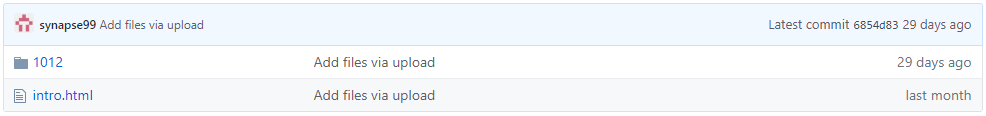 synapse99 Add files via upload Latest commit 6854d83 29 days ago
1012 Add files via upload 29 days ago
intro.html Add files via upload last month